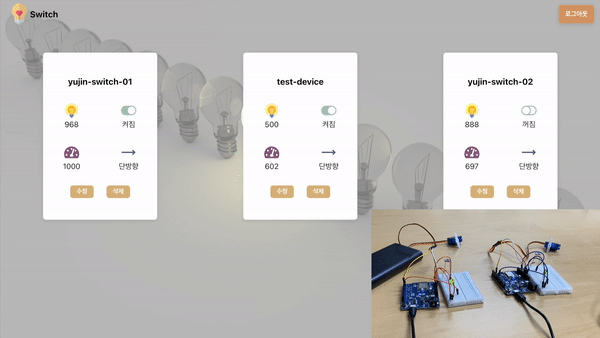 Switch
로그아웃
yujin-switch-01
968
켜짐
1000
단방향
수정
삭제
test-device
500
켜짐
602
단방향
수정
삭제
yujin-switch-02
888
꺼짐
697
단방향
수정
삭제